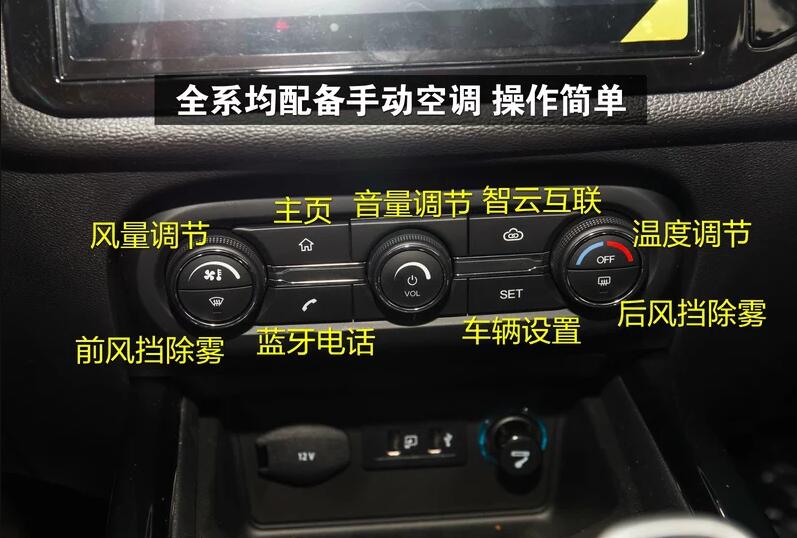 全系均配备手动空调 操作简单
主页
音量调节
智云互联
风量调节
温度调节
OFF
VOL
SET
前风挡除雾
蓝牙电话
车辆设置
后风挡除雾
12V